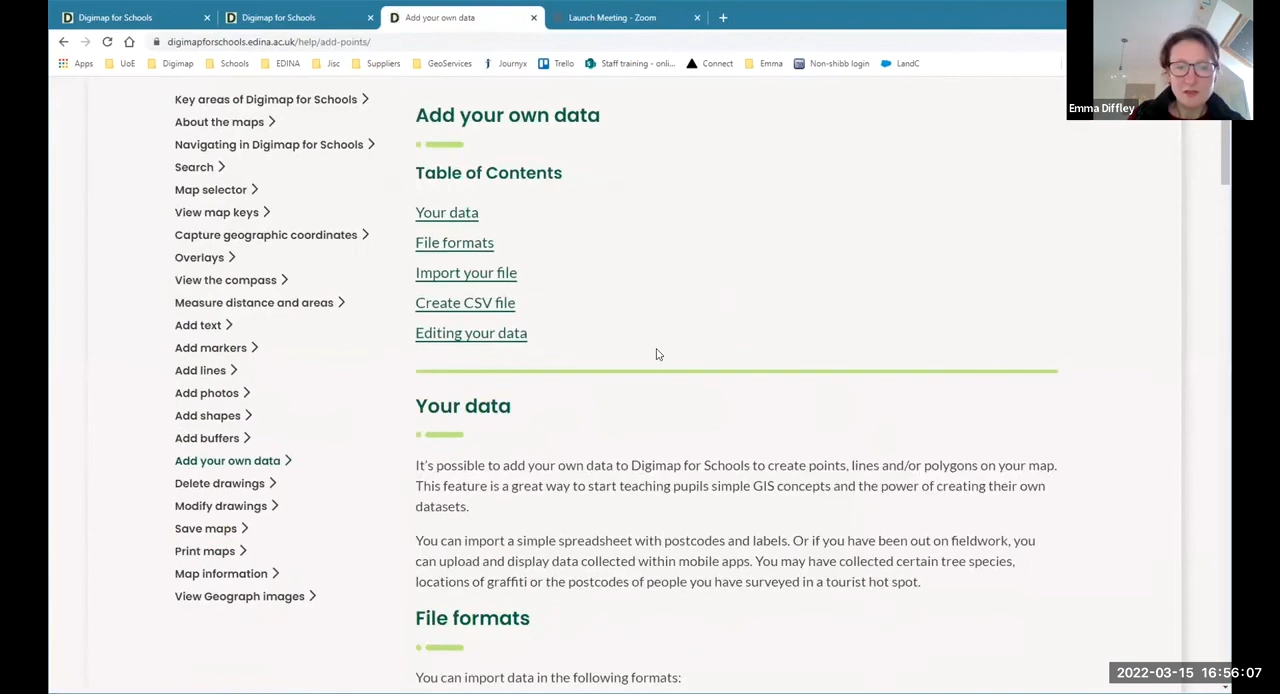 Digimap for Schools
Digimap for Schools
Add your own data
Launch Meeting - Zoom
digimapforschools.edina.ac.uk/help/add-points/
Apps
UoE
Digimap
Schools
EDINA
Jisc
Suppliers
GeoServices
Journyx
Trello
Staff training - onli...
Connect
Emma
Non-shibb login
LandC
Emma Diffley
Key areas of Digimap for Schools
About the maps
Navigating in Digimap for Schools
Search
Map selector
View map keys
Capture geographic coordinates
Overlays
View the compass
Measure distance and areas
Add text
Add markers
Add lines
Add photos
Add shapes
Add buffers
Add your own data
Delete drawings
Modify drawings
Save maps
Print maps
Map information
View Geograph images
Add your own data
Table of Contents
Your data
File formats
Import your file
Create CSV file
Editing your data
Your data
It's possible to add your own data to Digimap for Schools to create points, lines and/or polygons on your map.
This feature is a great way to start teaching pupils simple GIS concepts and the power of creating their own
datasets.
You can import a simple spreadsheet with postcodes and labels. Or if you have been out on fieldwork, you
can upload and display data collected within mobile apps. You may have collected certain tree species,
locations of graffiti or the postcodes of people you have surveyed in a tourist hot spot.
File formats
You can import data in the following formats:
2022-03-15 16:56:07